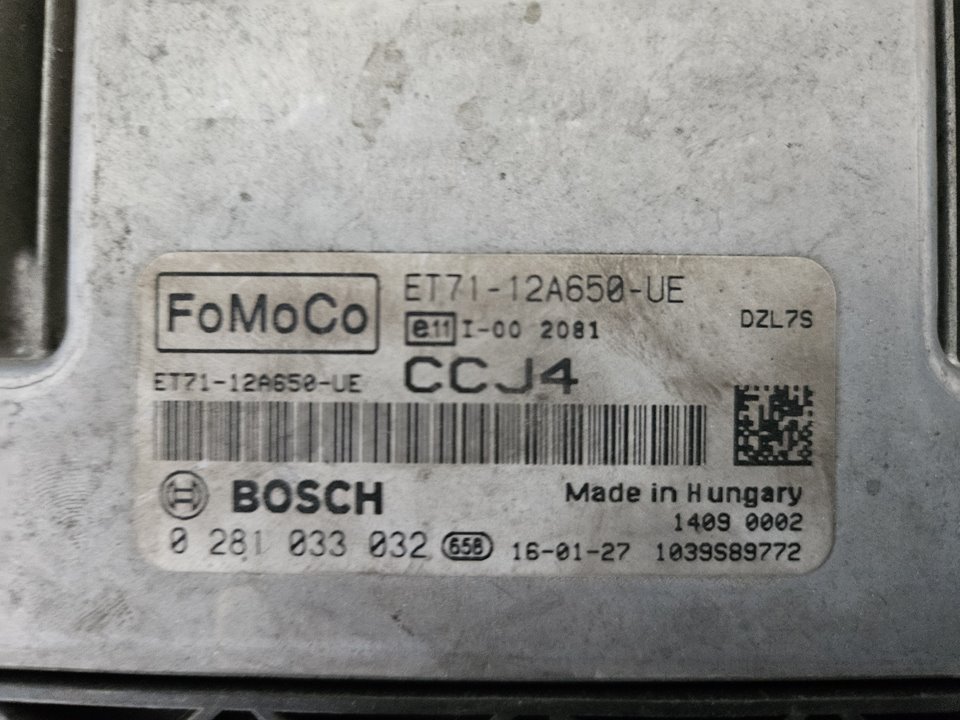 FoMoCo
ET71-12A650-UE
DZL7S
e11 I-00 2081
ET71-12A650-UE
CCJ4
BOSCH
Made in Hungary
1409 0002
0 281 033 032 658 16-01-27 1039S89772